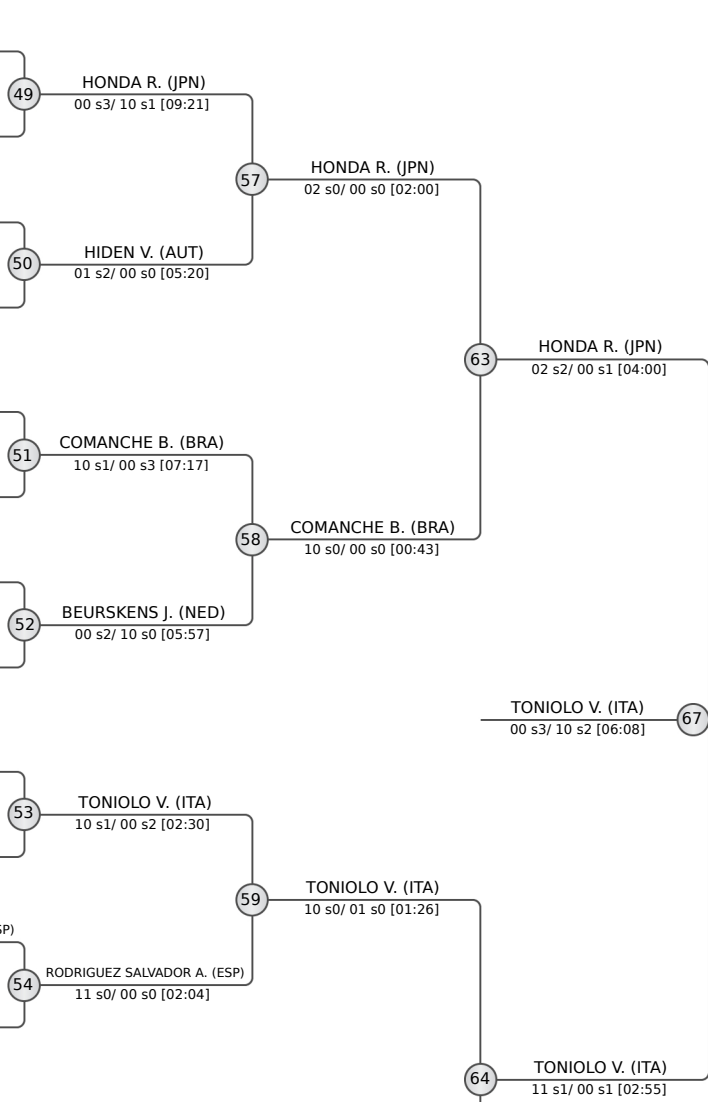 HONDA R. (JPN)
49
00 s3/ 10 s1 [09:21]
HONDA R. (JPN)
57
02 s0/ 00 s0 [02:00]
HIDEN V. (AUT)
50
01 s2/ 00 s0 [05:20]
HONDA R. (JPN)
63
02 s2/ 00 s1 [04:00]
COMANCHE B. (BRA)
51
10 s1/ 00 s3 [07:17]
COMANCHE B. (BRA)
58
10 s0/ 00 s0 [00:43]
BEURSKENS J. (NED)
52
00 s2/ 10 s0 [05:57]
TONIOLO V. (ITA)
67
00 s3/ 10 s2 [06:08]
TONIOLO V. (ITA)
53
10 s1/ 00 s2 [02:30]
TONIOLO V. (ITA)
59
10 s0/ 01 s0 [01:26]
SP)
RODRIGUEZ SALVADOR A. (ESP)
54
11 s0/ 00 s0 [02:04]
TONIOLO V. (ITA)
64
11 s1/ 00 s1 [02:55]